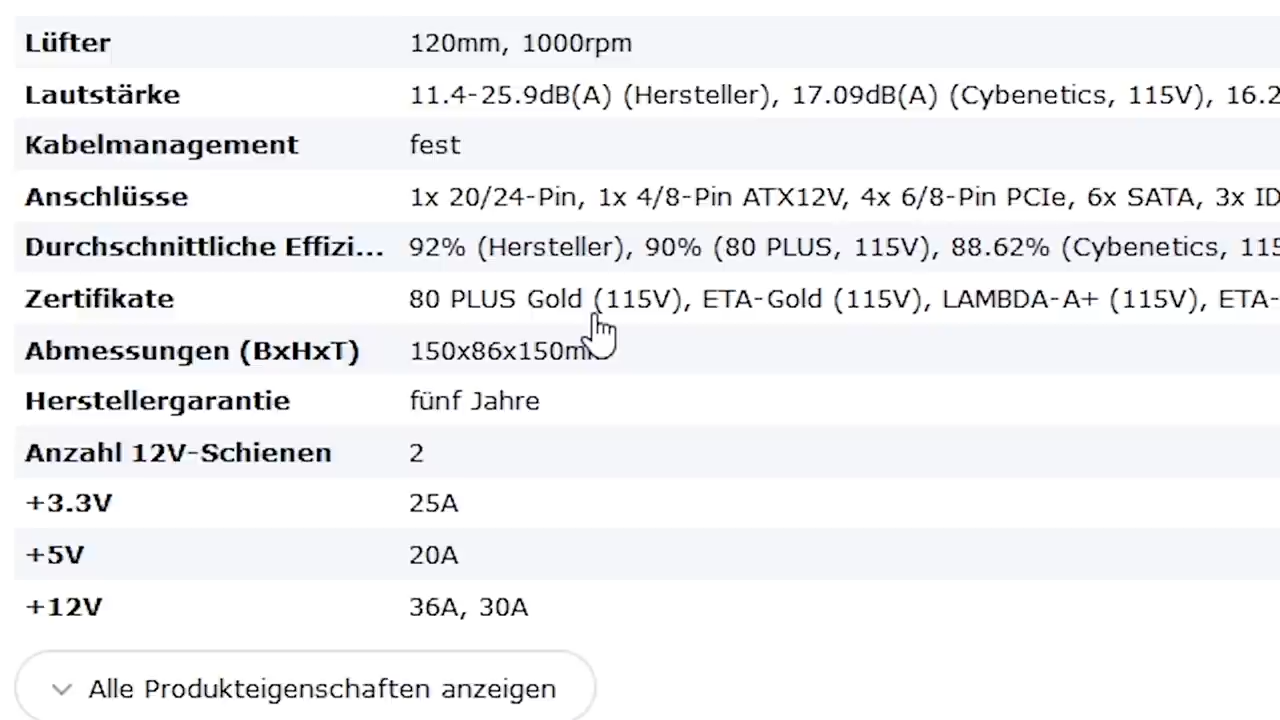 Lüfter 120mm, 1000rpm
Lautstärke 11.4-25.9dB(A) (Hersteller), 17.09dB(A) (Cybenetics, 115V), 16.2
Kabelmanagement fest
Anschlüsse 1x 20/24-Pin, 1x 4/8-Pin ATX12V, 4x 6/8-Pin PCIe, 6x SATA, 3x ID
Durchschnittliche Effizi... 92% (Hersteller), 90% (80 PLUS, 115V), 88.62% (Cybenetics, 115
Zertifikate 80 PLUS Gold (115V), ETA-Gold (115V), LAMBDA-A+ (115V), ETA-
Abmessungen (BxHxT) 150x86x150m
Herstellergarantie fünf Jahre
Anzahl 12V-Schienen 2
+3.3V 25A
+5V 20A
+12V 36A, 30A
Alle Produkteigenschaften anzeigen